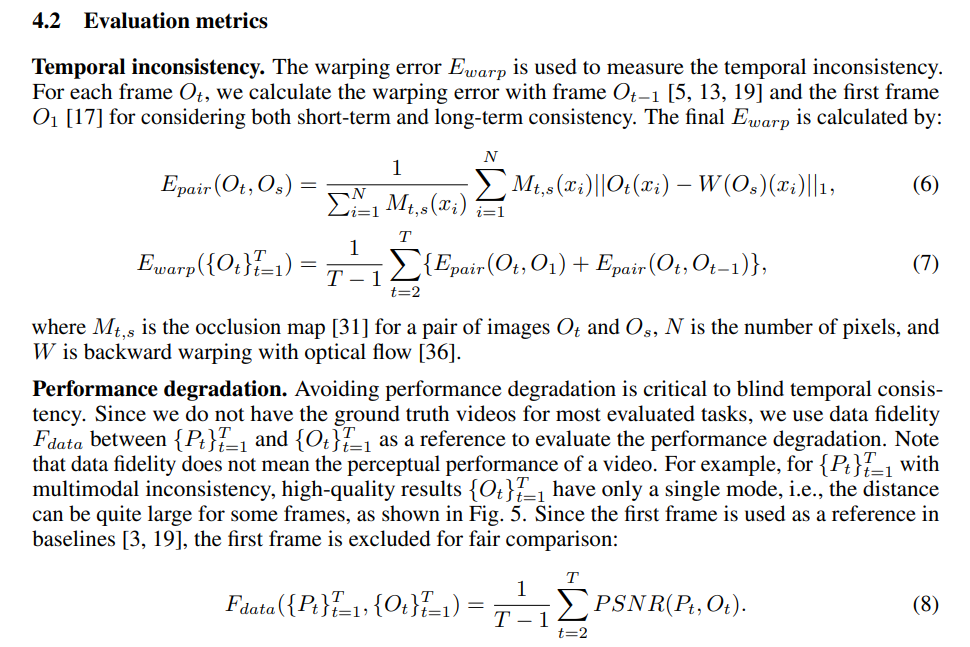 4.2 Evaluation metrics
Temporal inconsistency. The warping error E_{warp} is used to measure the temporal inconsistency.
For each frame O_t, we calculate the warping error with frame O_{t−1} [5, 13, 19] and the first frame
O_1 [17] for considering both short-term and long-term consistency. The final E_{warp} is calculated by:
E_{pair}(O_t, O_s) = \frac{1}{\sum_{i=1}^{N} M_{t,s}(x_i)} \sum_{i=1}^{N} M_{t,s}(x_i)||O_t(x_i) − W(O_s)(x_i)||_1, (6)
E_{warp}(\{O_t\}_{t=1}^{T}) = \frac{1}{T − 1} \sum_{t=2}^{T} \{E_{pair}(O_t, O_1) + E_{pair}(O_t, O_{t−1})\}, (7)
where M_{t,s} is the occlusion map [31] for a pair of images O_t and O_s, N is the number of pixels, and
W is backward warping with optical flow [36].
Performance degradation. Avoiding performance degradation is critical to blind temporal consis-
tency. Since we do not have the ground truth videos for most evaluated tasks, we use data fidelity
F_{data} between \{P_t\}_{t=1}^{T} and \{O_t\}_{t=1}^{T} as a reference to evaluate the performance degradation. Note
that data fidelity does not mean the perceptual performance of a video. For example, for \{P_t\}_{t=1}^{T} with
multimodal inconsistency, high-quality results \{O_t\}_{t=1}^{T} have only a single mode, i.e., the distance
can be quite large for some frames, as shown in Fig. 5. Since the first frame is used as a reference in
baselines [3, 19], the first frame is excluded for fair comparison:
F_{data}(\{P_t\}_{t=1}^{T}, \{O_t\}_{t=1}^{T}) = \frac{1}{T − 1} \sum_{t=2}^{T} PSNR(P_t, O_t). (8)